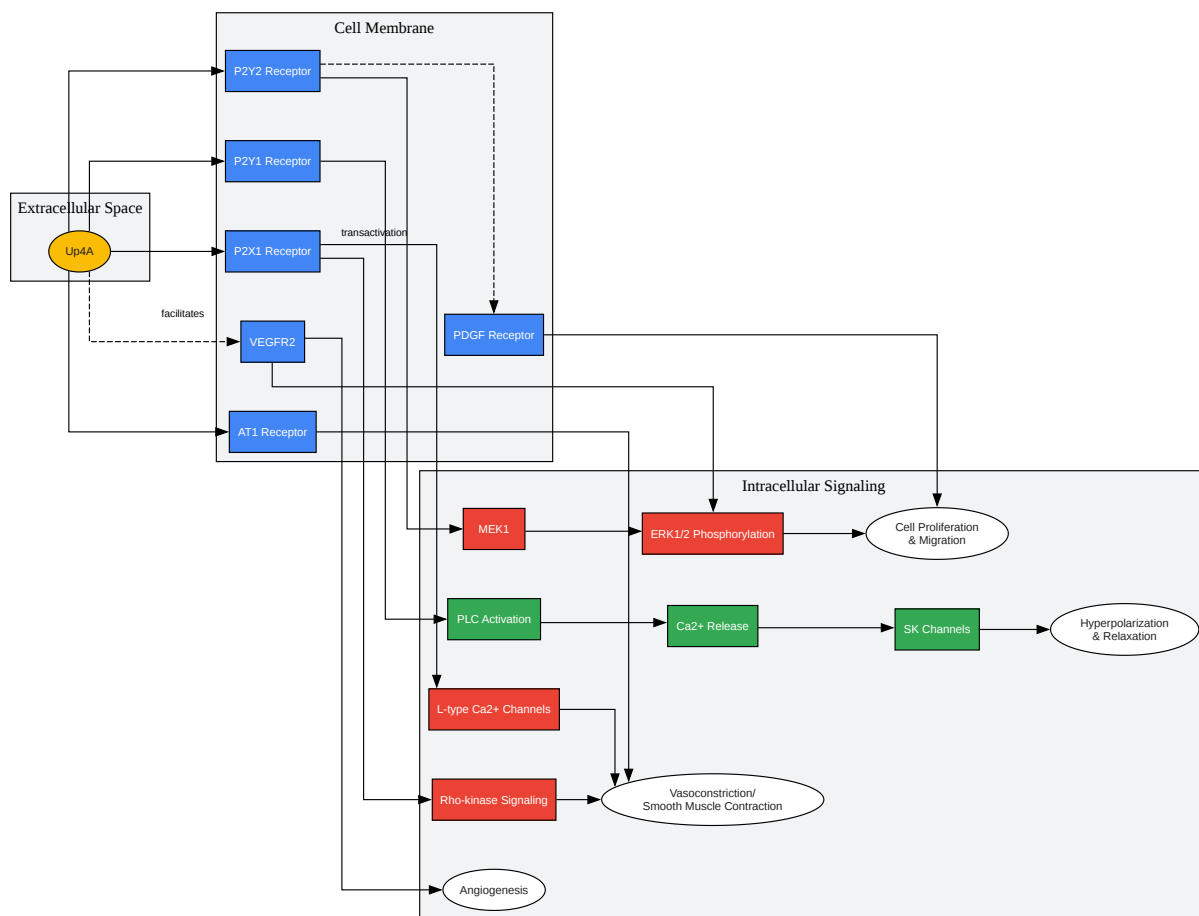 Cell Membrane
P2Y2 Receptor
P2Y1 Receptor
Extracellular Space
Up4A
P2X1 Receptor
transactivation
facilitates
VEGFR2
PDGF Receptor
AT1 Receptor
Intracellular Signaling
MEK1
ERK1/2 Phosphorylation
Cell Proliferation
& Migration
PLC Activation
Ca2+ Release
SK Channels
Hyperpolarization
& Relaxation
L-type Ca2+ Channels
Rho-kinase Signaling
Vasoconstriction/
Smooth Muscle Contraction
Angiogenesis